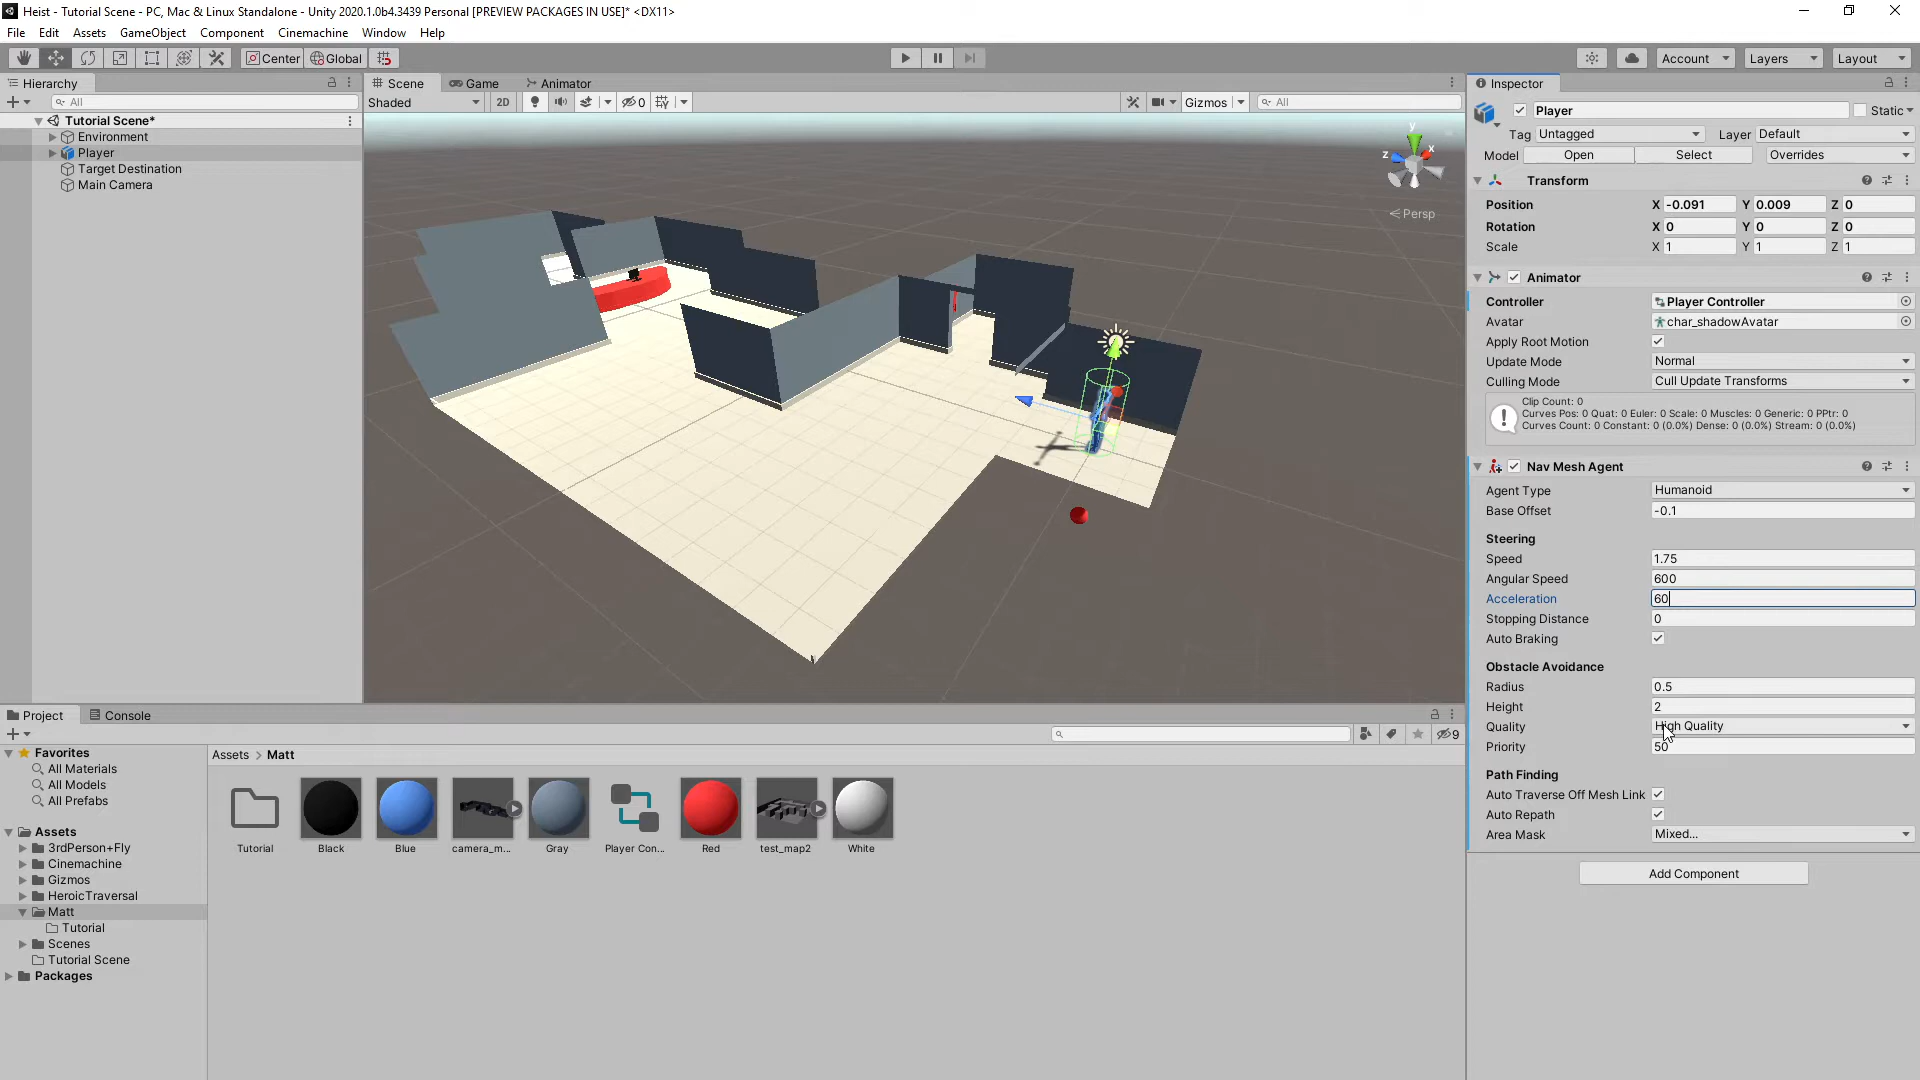 Heist - Tutorial Scene - PC, Mac & Linux Standalone - Unity 2020.1.0b4.3439 Personal [PREVIEW PACKAGES IN USE]* <DX11>
File Edit Assets GameObject Component Cinemachine Window Help
Center Global Account Layers Layout
Hierarchy
All
Tutorial Scene*
Environment
Player
Target Destination
Main Camera
Scene Game Animator
Shaded 2D 0 Gizmos All
y
z x
Persp
Inspector
Player Static
Tag Untagged Layer Default
Model Open Select Overrides
Transform
Position X -0.091 Y 0.009 Z 0
Rotation X 0 Y 0 Z 0
Scale X 1 Y 1 Z 1
Animator
Controller Player Controller
Avatar char_shadowAvatar
Apply Root Motion
Update Mode Normal
Culling Mode Cull Update Transforms
Clip Count: 0
Curves Pos: 0 Quat: 0 Euler: 0 Scale: 0 Muscles: 0 Generic: 0 PPtr: 0
Curves Count: 0 Constant: 0 (0.0%) Dense: 0 (0.0%) Stream: 0 (0.0%)
Nav Mesh Agent
Agent Type Humanoid
Base Offset -0.1
Steering
Speed 1.75
Angular Speed 600
Acceleration 60
Stopping Distance 0
Auto Braking
Obstacle Avoidance
Radius 0.5
Height 2
Quality High Quality
Priority 50
Path Finding
Auto Traverse Off Mesh Link
Auto Repath
Area Mask Mixed...
Add Component
Project Console
9
Favorites
All Materials
All Models
All Prefabs
Assets
3rdPerson+Fly
Cinemachine
Gizmos
HeroicTraversal
Matt
Tutorial
Scenes
Tutorial Scene
Packages
Assets > Matt
Tutorial Black Blue camera_m... Gray Player Con... Red test_map2 White